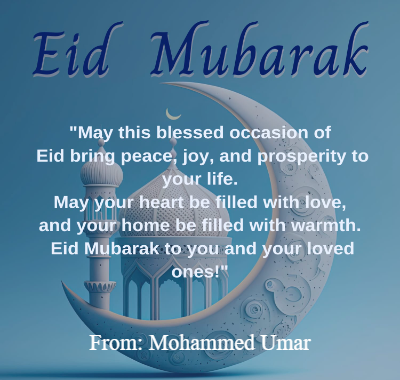 Eid Mubarak
"May this blessed occasion of
Eid bring peace, joy, and prosperity to
your life.
May your heart be filled with love,
and your home be filled with warmth.
Eid Mubarak to you and your loved
ones!"
From: Mohammed Umar